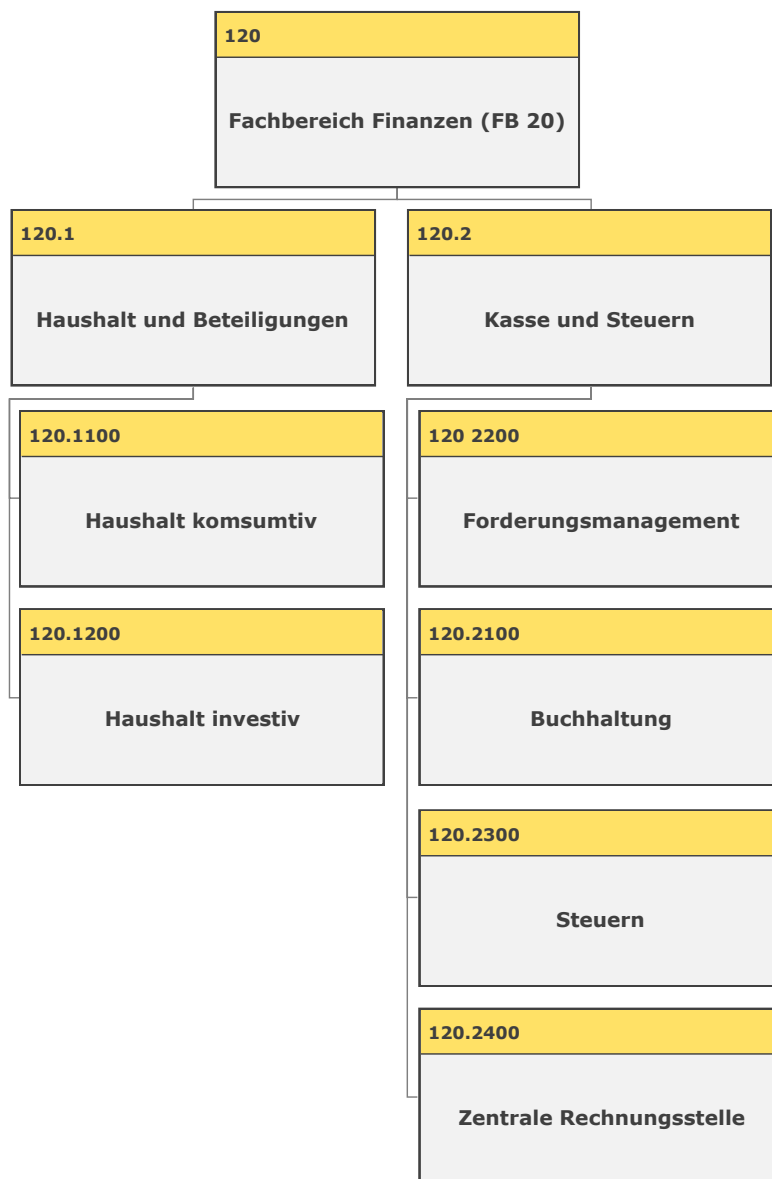 120
Fachbereich Finanzen (FB 20)
120.1
Haushalt und Beteiligungen
120.1100
Haushalt komsumtiv
120.1200
Haushalt investiv
120.2
Kasse und Steuern
120 2200
Forderungsmanagement
120.2100
Buchhaltung
120.2300
Steuern
120.2400
Zentrale Rechnungsstelle